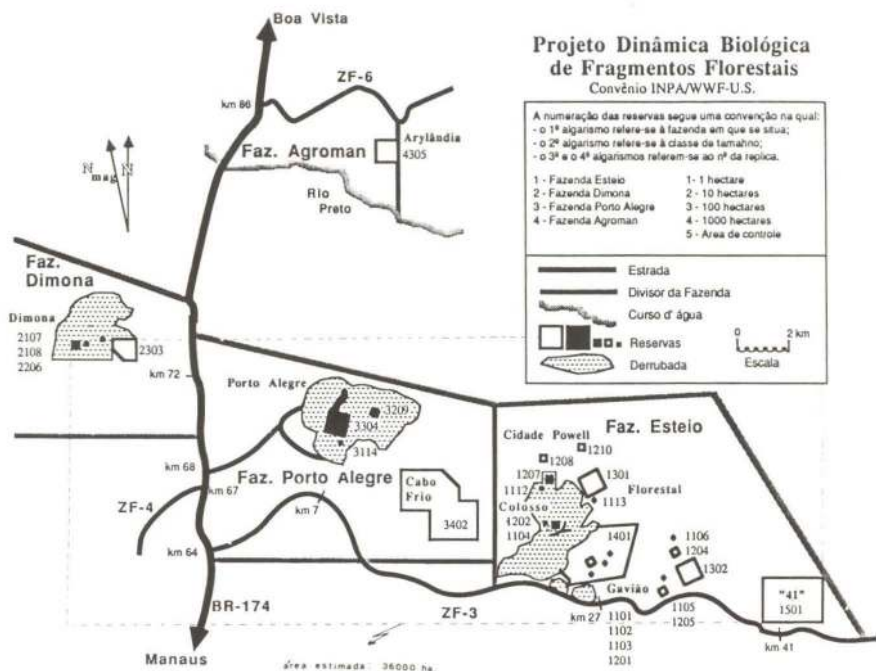 Boa Vista
ZF-6
km 86
Arylândia
4305
Faz. Agroman
Rio
Preto
N
mag
N
Projeto Dinâmica Biológica
de Fragmentos Florestais
Convênio INPA/WWF-U.S.
A numeração das reservas segue uma convenção na qual:
- o 1º algarismo refere-se à fazenda em que se situa;
- o 2º algarismo refere-se à classe de tamahno;
- o 3º e o 4º algarismos referem-se ao nº da replica.
1 - Fazenda Esteio
2 - Fazenda Dimona
3 - Fazenda Porto Alegre
4 - Fazenda Agroman
1- 1 hectare
2 - 10 hectares
3 - 100 hectares
4 - 1000 hectares
5 - Area de controle
Estrada
Divisor da Fazenda
Curso d' água
Reservas
Derrubada
0 2 km
Escala
Faz.
Dimona
Dimona
2107
2108
2206
2303
km 72
Porto Alegre
3209
3304
3114
km 68
Faz. Porto Alegre
km 67
ZF-4
km 7
km 64
Cabo
Frio
3402
BR-174
ZF-3
Manaus
Faz. Esteio
Cidade Powell
1210
1208
1207
1301
1112
1113
Florestal
Colosso
1202
1104
1401
1106
1204
1302
Gavião
km 27
1101
1102
1103
1201
1105
1205
"41"
1501
km 41
área estimada: 36000 ha